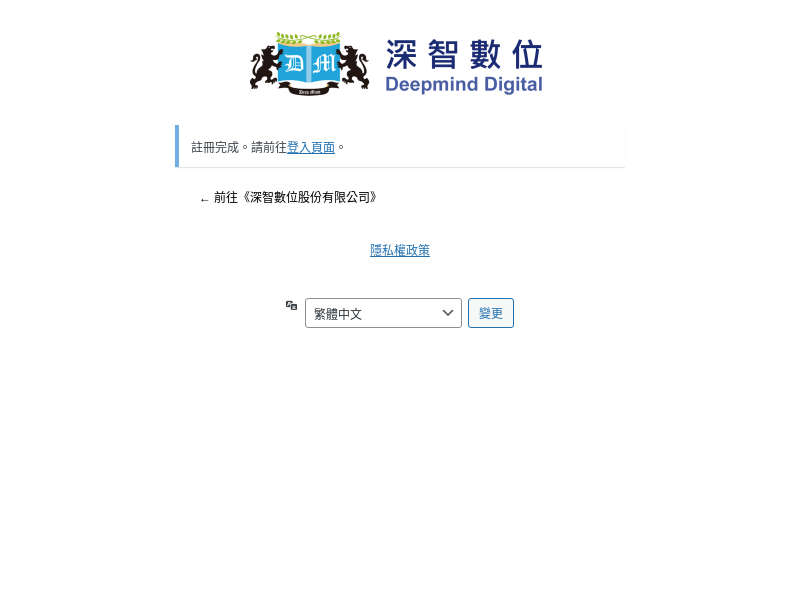 D M
Deep Mind
深智數位
Deepmind Digital
註冊完成。請前往登入頁面。
← 前往《深智數位股份有限公司》
隱私權政策
繁體中文
變更